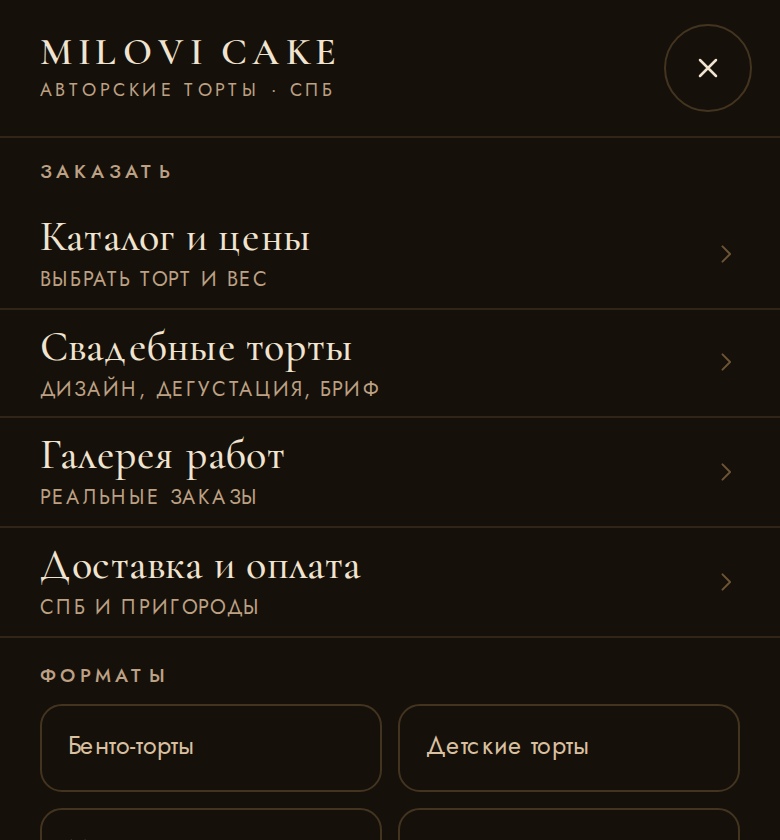 MILOVI CAKE
АВТОРСКИЕ ТОРТЫ · СПБ
ЗАКАЗАТЬ
Каталог и цены
ВЫБРАТЬ ТОРТ И ВЕС
Свадебные торты
ДИЗАЙН, ДЕГУСТАЦИЯ, БРИФ
Галерея работ
РЕАЛЬНЫЕ ЗАКАЗЫ
Доставка и оплата
СПБ И ПРИГОРОДЫ
ФОРМАТЫ
Бенто-торты
Детские торты